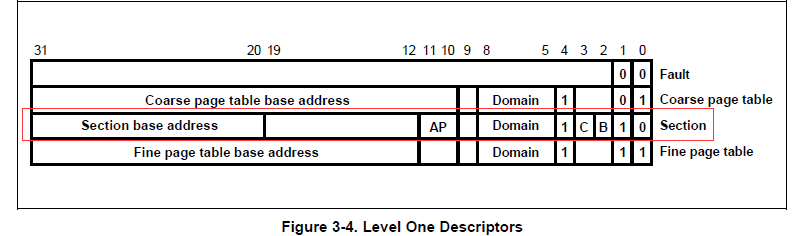 31 20 19 12 11 10 9 8 5 4 3 2 1 0
0 0 Fault
Coarse page table base address Domain 1 0 1 Coarse page table
Section base address AP Domain 1 C B 1 0 Section
Fine page table base address Domain 1 1 1 Fine page table
Figure 3-4. Level One Descriptors